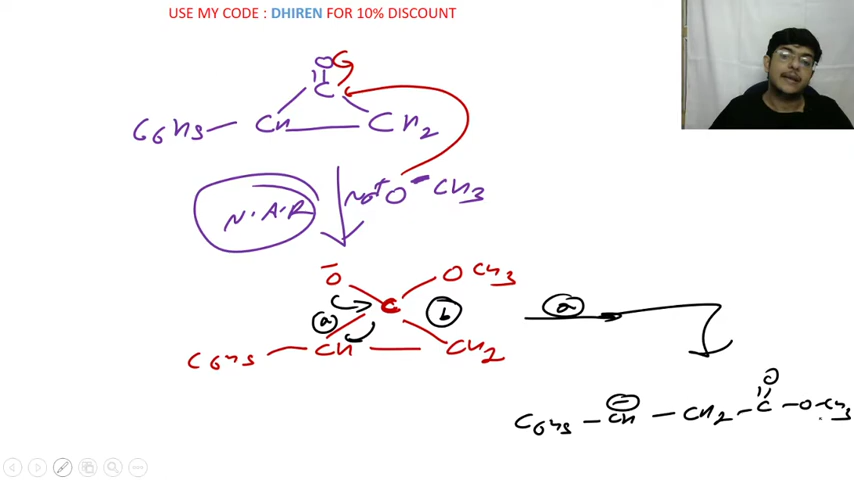 USE MY CODE : DHIREN FOR 10% DISCOUNT
O
C
C6H5 — CH — CH2
N.A.R
Na+ O- CH3
-O OCH3
C
a b
C6H5 — CH — CH2
a
O
C6H5 — CH — CH2 — C — O — CH3